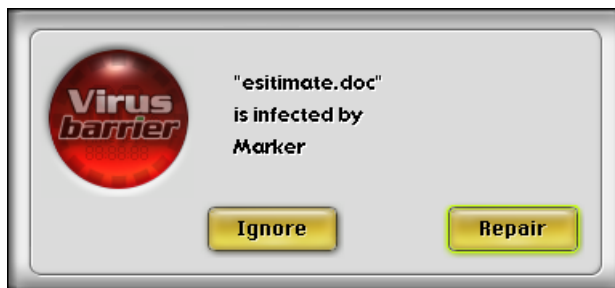 Virus
barrier
"esitimate.doc"
is infected by
Marker
Ignore
Repair